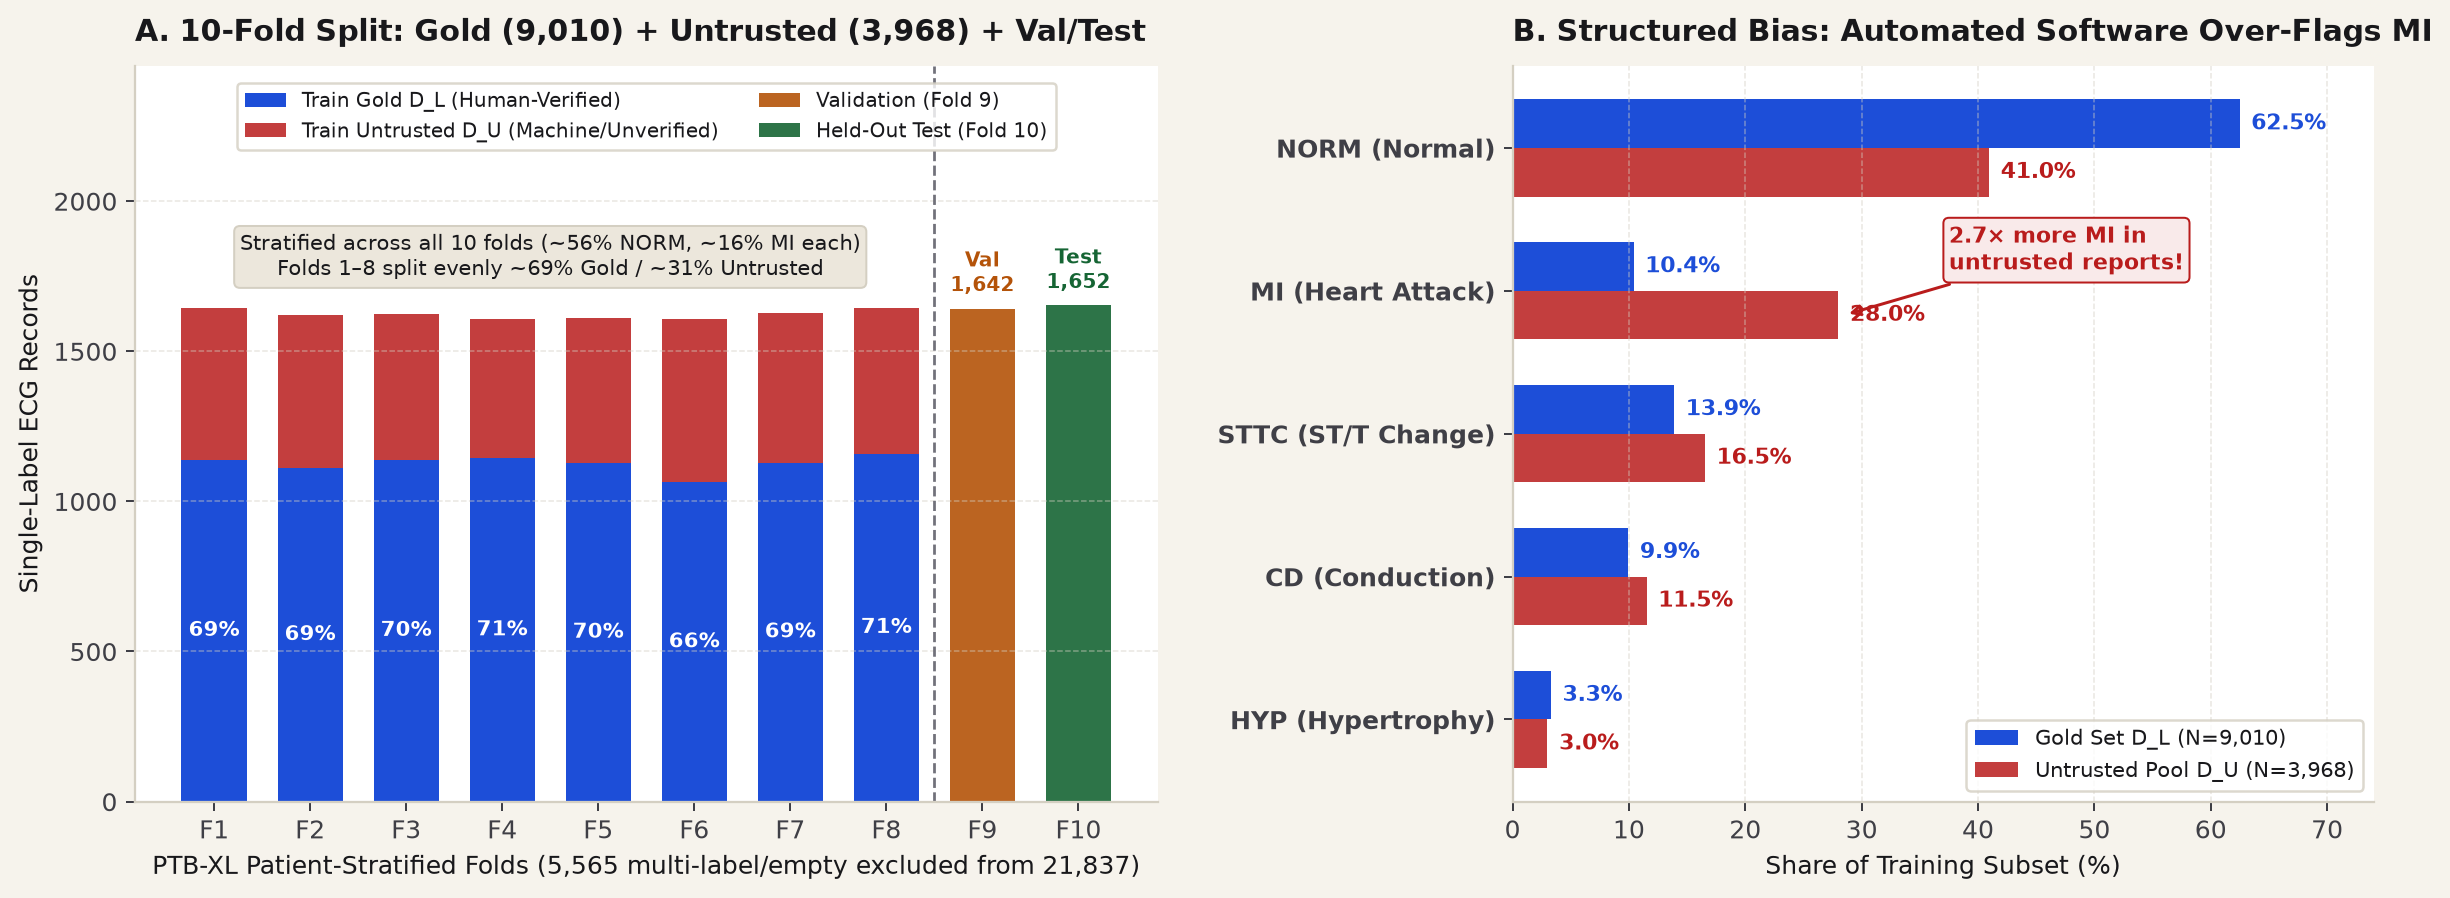 A. 10-Fold Split: Gold (9,010) + Untrusted (3,968) + Val/Test
Train Gold D_L (Human-Verified)
Train Untrusted D_U (Machine/Unverified)
Validation (Fold 9)
Held-Out Test (Fold 10)
Stratified across all 10 folds (~56% NORM, ~16% MI each)
Folds 1–8 split evenly ~69% Gold / ~31% Untrusted
Val
1,642
Test
1,652
Single-Label ECG Records
2000
1500
1000
500
0
69%
69%
70%
71%
70%
66%
69%
71%
F1
F2
F3
F4
F5
F6
F7
F8
F9
F10
PTB-XL Patient-Stratified Folds (5,565 multi-label/empty excluded from 21,837)
B. Structured Bias: Automated Software Over-Flags MI
NORM (Normal)
62.5%
41.0%
MI (Heart Attack)
10.4%
28.0%
2.7× more MI in
untrusted reports!
STTC (ST/T Change)
13.9%
16.5%
CD (Conduction)
9.9%
11.5%
HYP (Hypertrophy)
3.3%
3.0%
Gold Set D_L (N=9,010)
Untrusted Pool D_U (N=3,968)
0
10
20
30
40
50
60
70
Share of Training Subset (%)